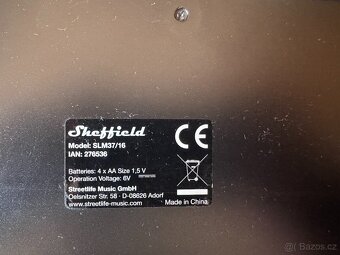 Sheffield
Model: SLM37/16
IAN: 276536
CE
Batteries: 4 x AA Size 1,5 V
Operation Voltage: 6V
Streetlife Music GmbH
Oelsnitzer Str. 58 - D-08626 Adorf
www.streetlife-music.com
Made in China
bazos.cz